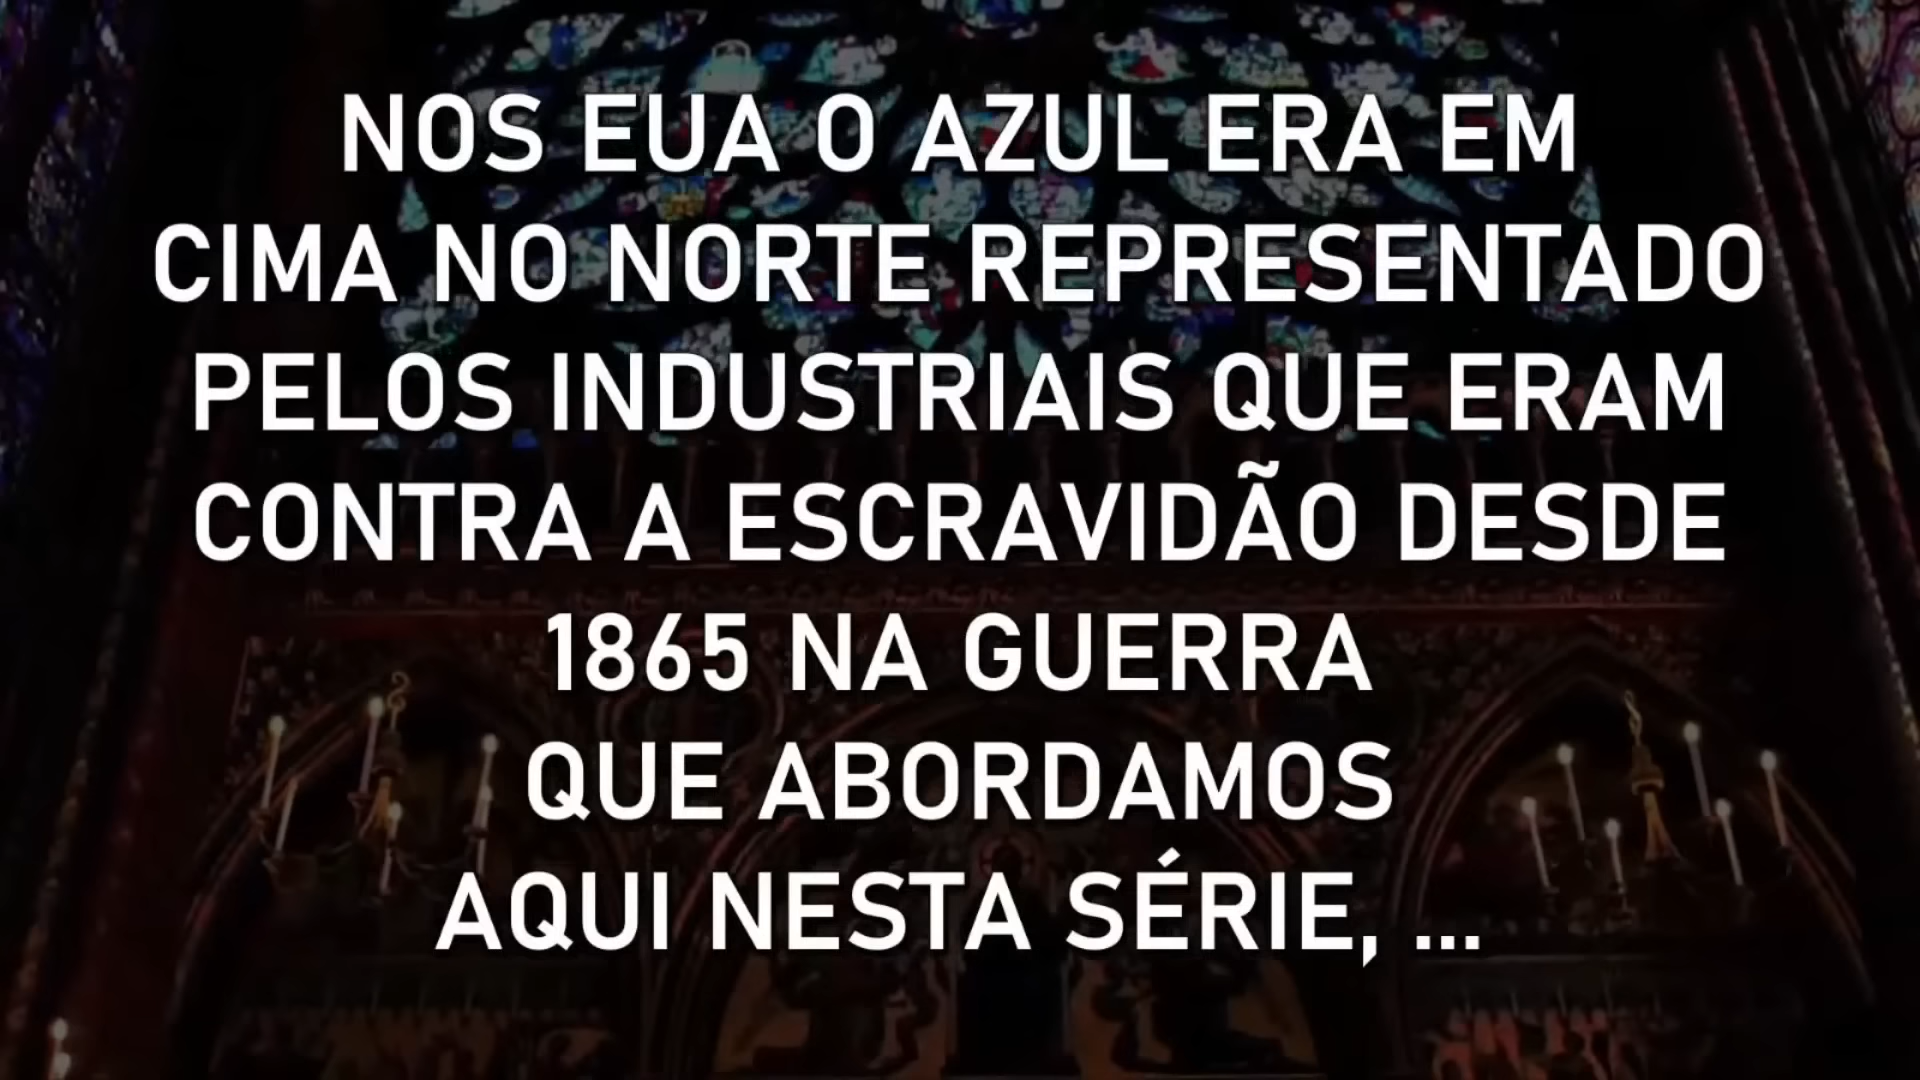 NOS EUA O AZUL ERA EM
CIMA NO NORTE REPRESENTADO
PELOS INDUSTRIAIS QUE ERAM
CONTRA A ESCRAVIDÃO DESDE
1865 NA GUERRA
QUE ABORDAMOS
AQUI NESTA SÉRIE, ...